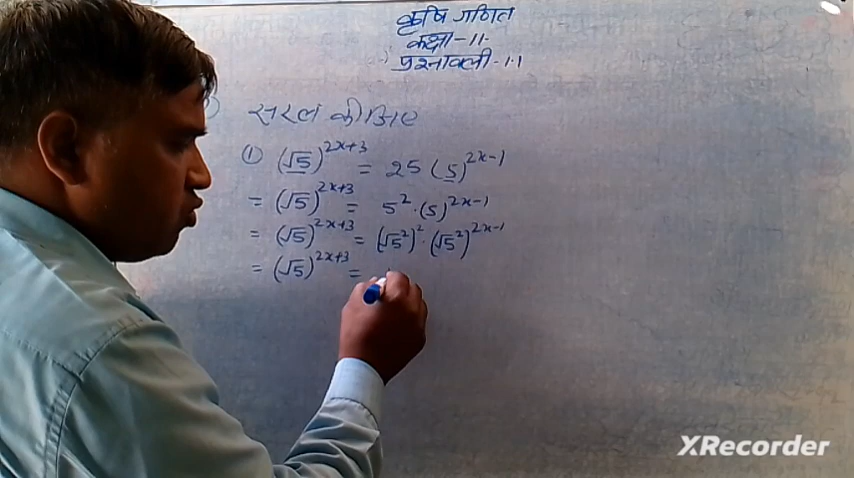 कृषि गणित
कक्षा-11
प्रश्नावली-1.1
सरल कीजिए
① (√5)^{2x+3} = 25 (5)^{2x-1}
= (√5)^{2x+3} = 5^2 · (5)^{2x-1}
= (√5)^{2x+3} = (√5^2)^2 · (√5^2)^{2x-1}
= (√5)^{2x+3} =
XRecorder